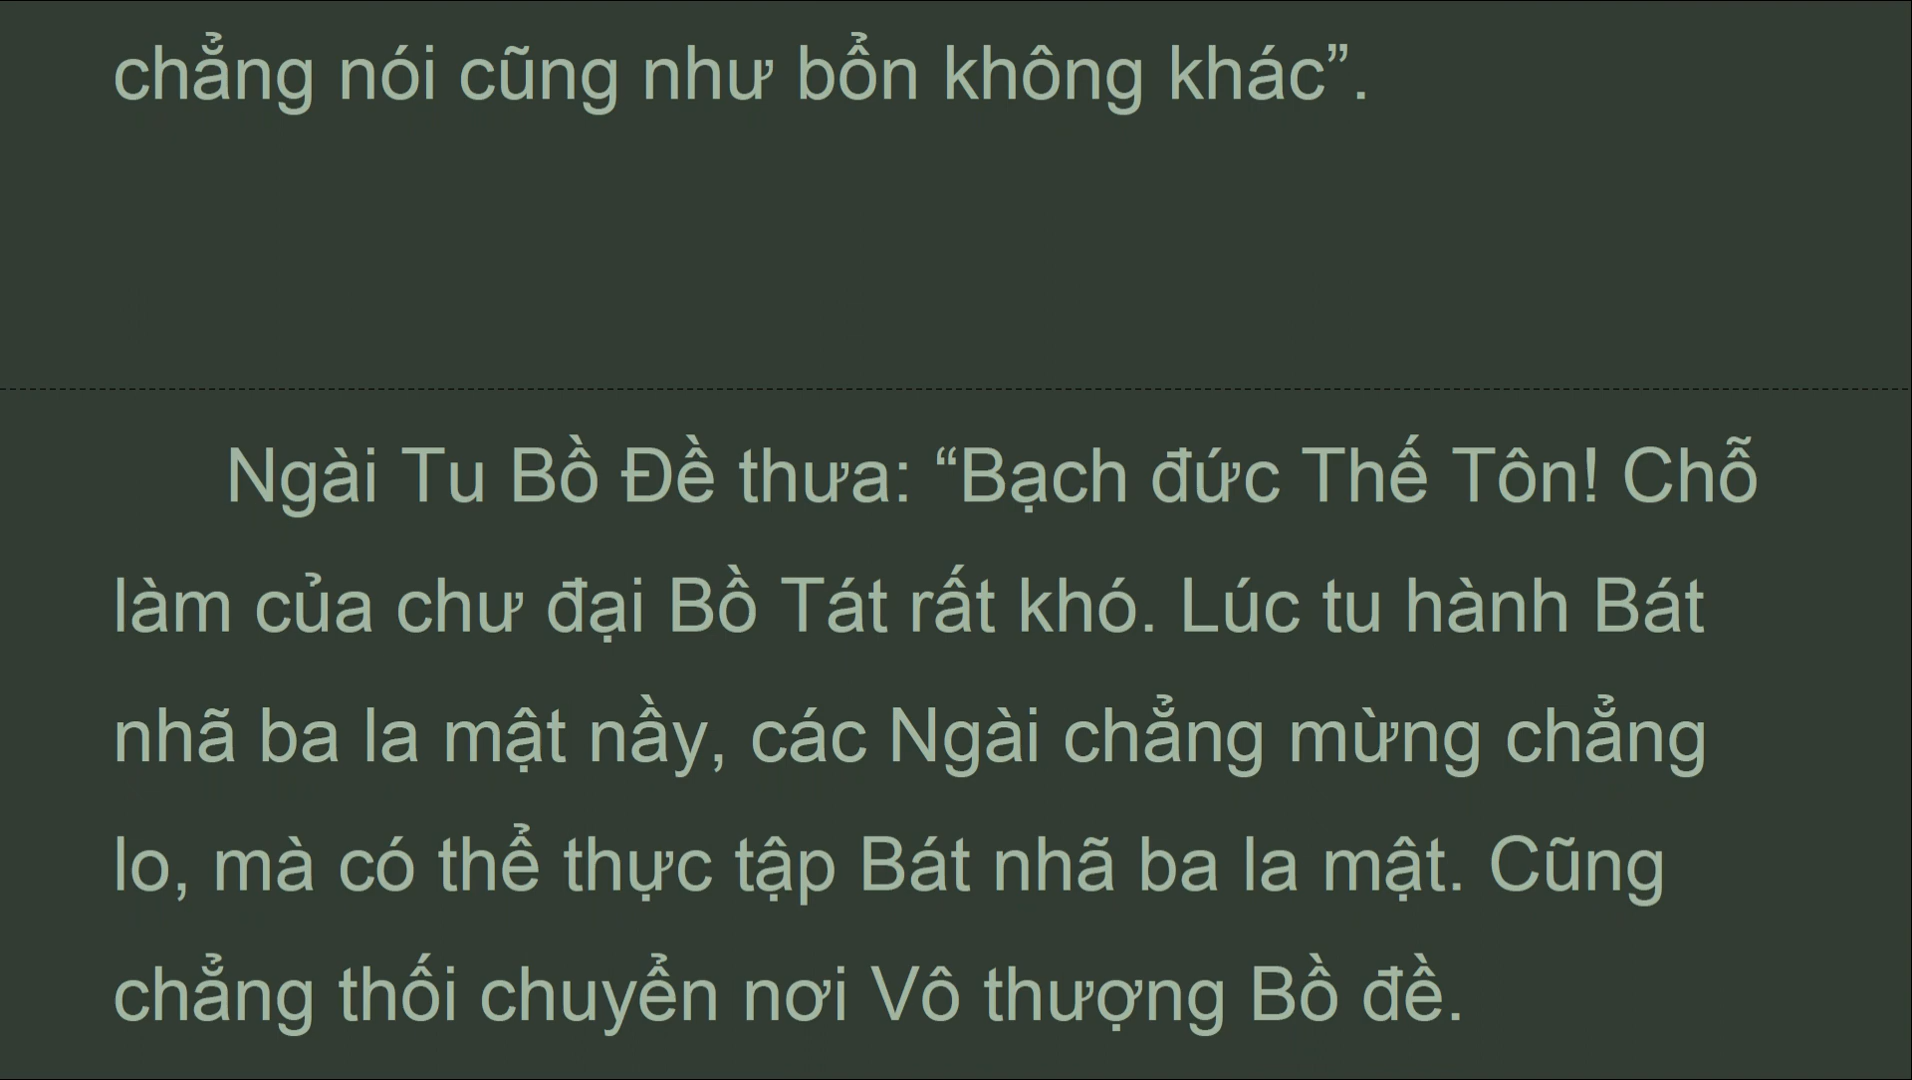 chẳng nói cũng như bổn không khác”.
Ngài Tu Bồ Đề thưa: “Bạch đức Thế Tôn! Chỗ
làm của chư đại Bồ Tát rất khó. Lúc tu hành Bát
nhã ba la mật nầy, các Ngài chẳng mừng chẳng
lo, mà có thể thực tập Bát nhã ba la mật. Cũng
chẳng thối chuyển nơi Vô thượng Bồ đề.